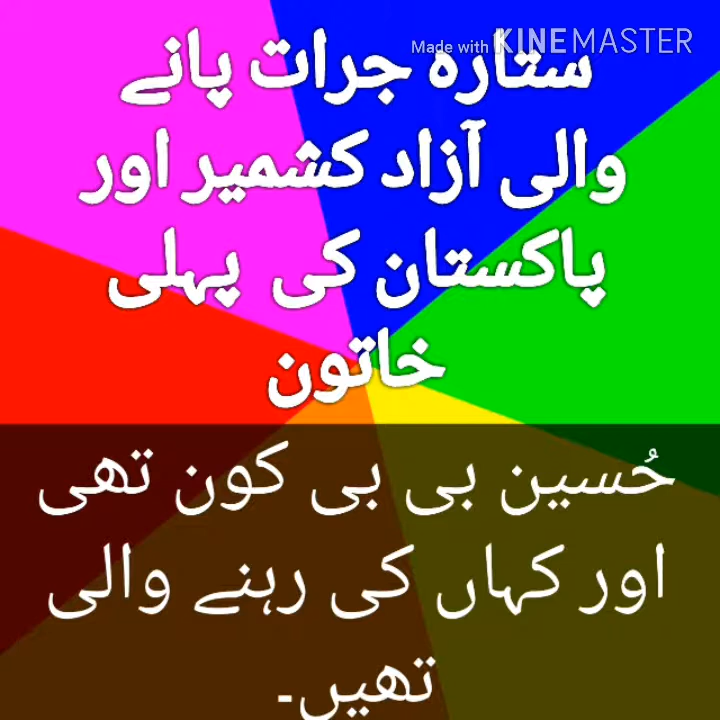 Made with KINEMASTER
ستارہ جرات پانے
والی آزاد کشمیر اور
پاکستان کی پہلی
خاتون
حُسین بی بی کون تھی
اور کہاں کی رہنے والی
تھیں۔